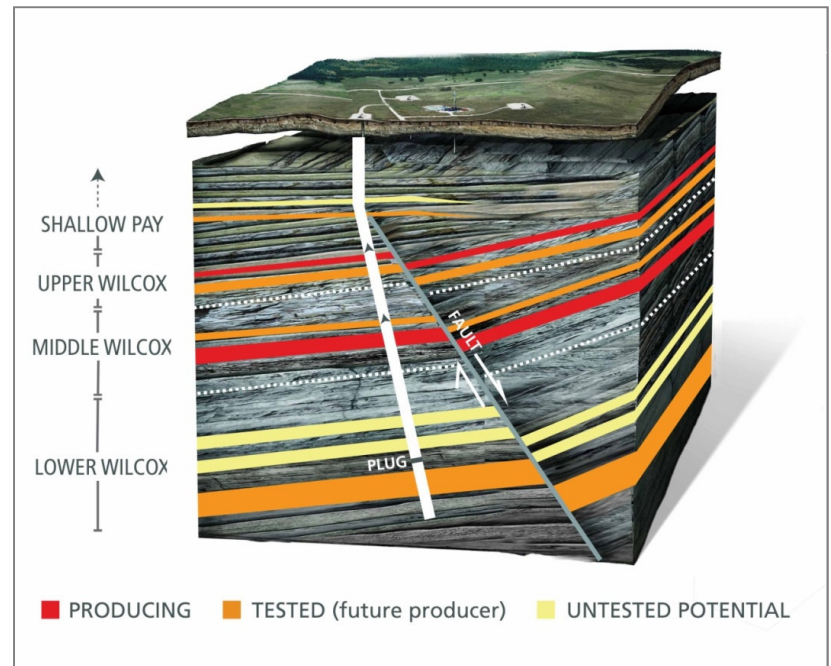 SHALLOW PAY
UPPER WILCOX
MIDDLE WILCOX
LOWER WILCOX
FAULT
PLUG
PRODUCING
TESTED (future producer)
UNTESTED POTENTIAL